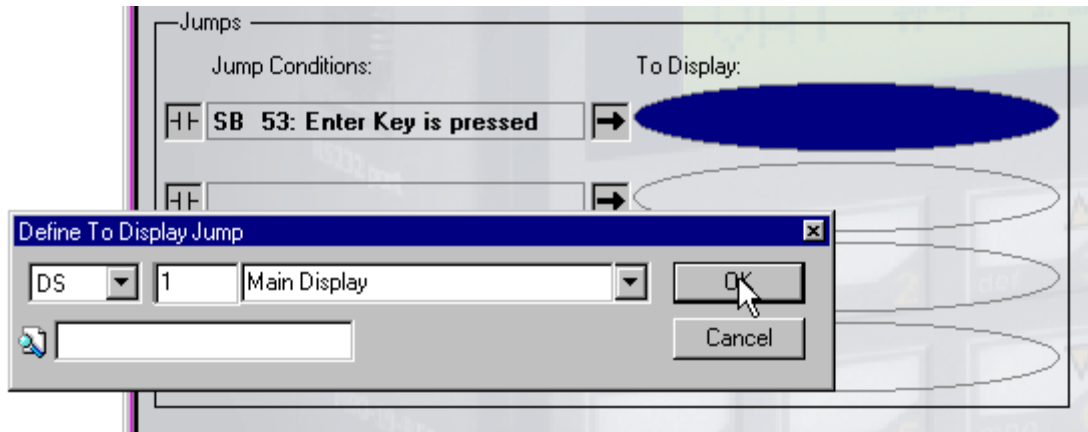 Jumps
Jump Conditions: To Display:
SB 53: Enter Key is pressed
Define To Display Jump
DS 1 Main Display OK
Cancel